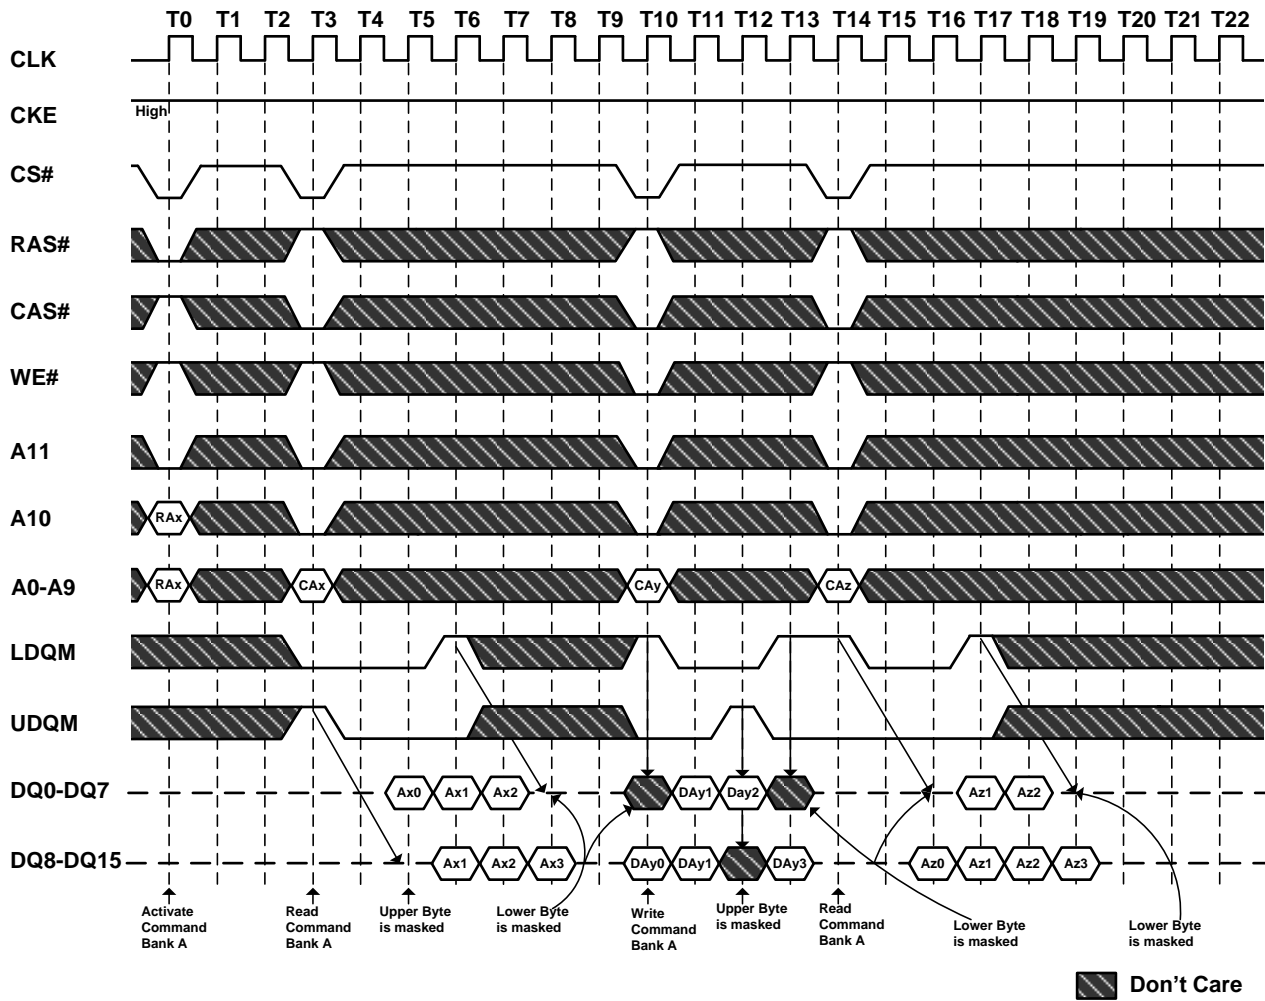 T0 T1 T2 T3 T4 T5 T6 T7 T8 T9 T10 T11 T12 T13 T14 T15 T16 T17 T18 T19 T20 T21 T22
CLK
CKE
High
CS#
RAS#
CAS#
WE#
A11
A10
RAx
A0-A9
RAx CAx CAy CAz
LDQM
UDQM
DQ0-DQ7
Ax0 Ax1 Ax2 DAy1 Day2 Az1 Az2
DQ8-DQ15
Ax1 Ax2 Ax3 DAy0 DAy1 DAy3 Az0 Az1 Az2 Az3
Activate
Command
Bank A
Read
Command
Bank A
Upper Byte
is masked
Lower Byte
is masked
Write
Command
Bank A
Upper Byte
is masked
Read
Command
Bank A
Lower Byte
is masked
Lower Byte
is masked
Don't Care